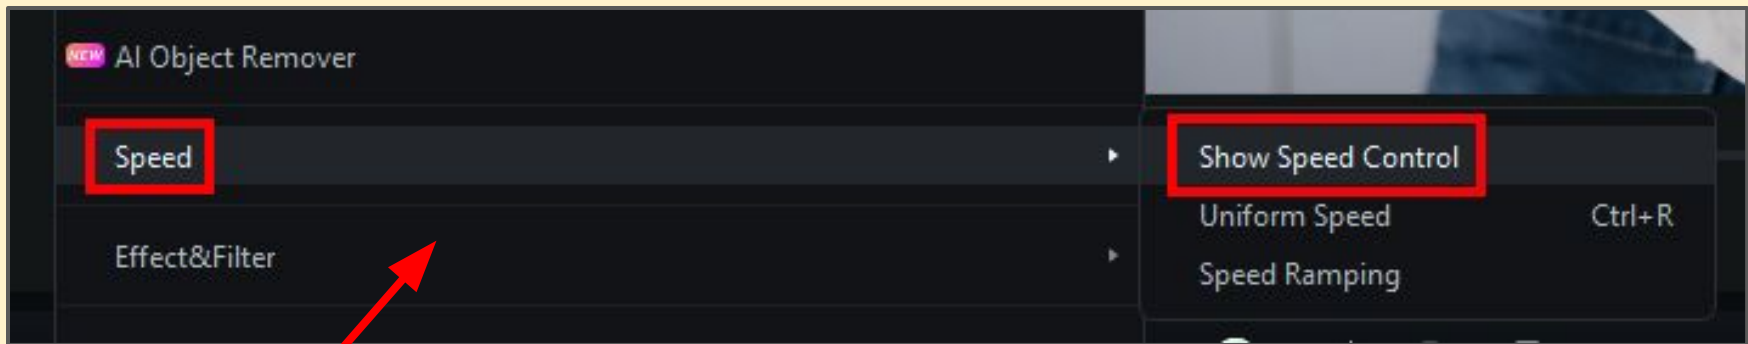 NEW AI Object Remover
Speed
Show Speed Control
Uniform Speed Ctrl+R
Effect&Filter
Speed Ramping